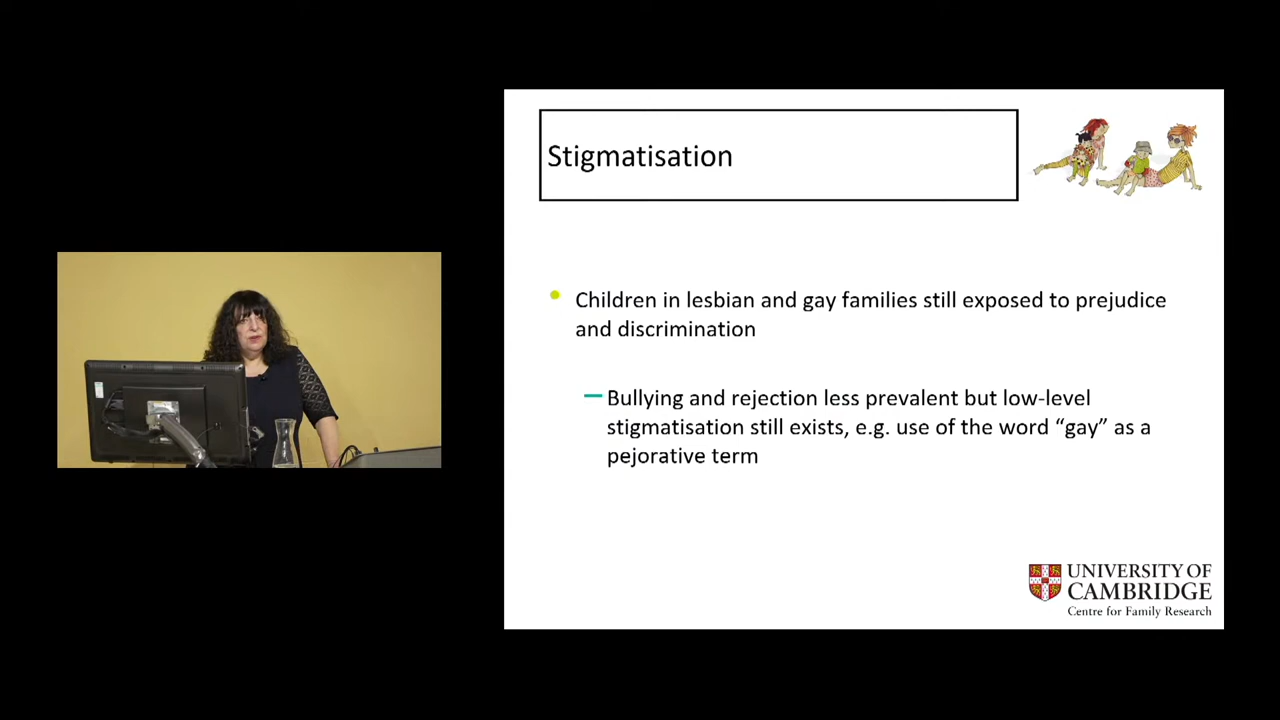 Stigmatisation
Children in lesbian and gay families still exposed to prejudice
and discrimination
Bullying and rejection less prevalent but low-level
stigmatisation still exists, e.g. use of the word “gay” as a
pejorative term
UNIVERSITY OF
CAMBRIDGE
Centre for Family Research